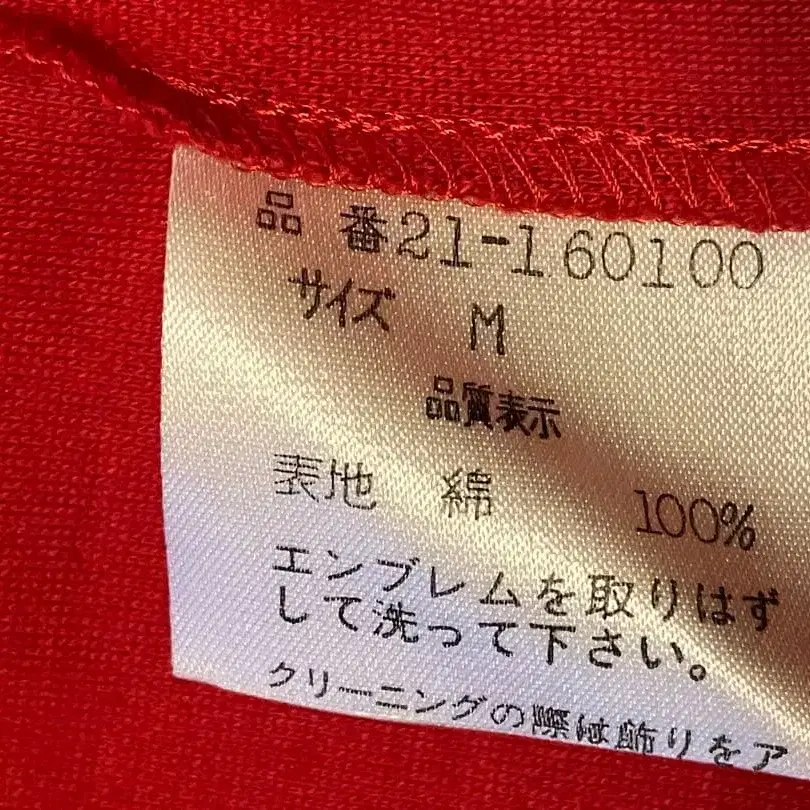 品 番21-160100
サイズ M
品質表示
表地 綿 100%
エンブレムを取りはず
して洗って下さい。
クリーニングの際は飾りをア